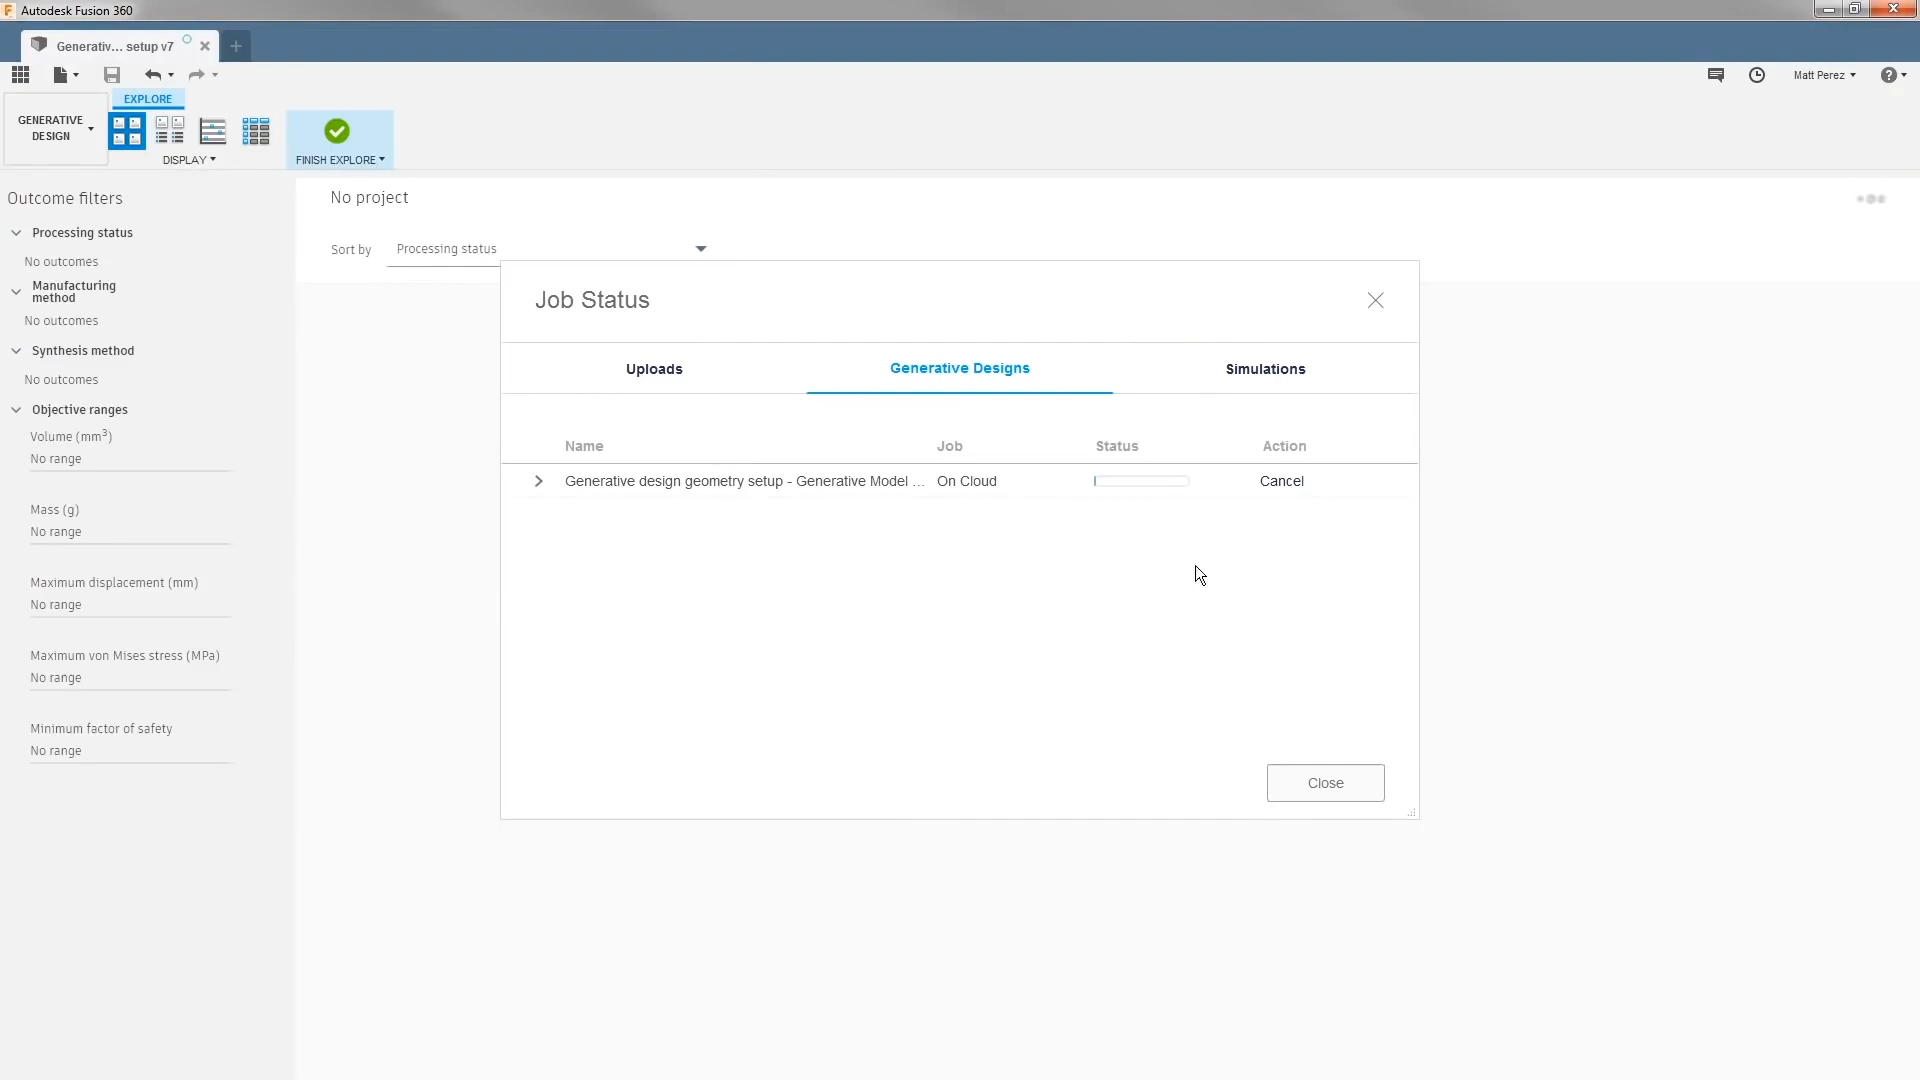 Autodesk Fusion 360
Generativ... setup v7
Matt Perez
EXPLORE
GENERATIVE
DESIGN
DISPLAY
FINISH EXPLORE
Outcome filters
Processing status
No outcomes
Manufacturing
method
No outcomes
Synthesis method
No outcomes
Objective ranges
Volume (mm³)
No range
Mass (g)
No range
Maximum displacement (mm)
No range
Maximum von Mises stress (MPa)
No range
Minimum factor of safety
No range
No project
Sort by Processing status
Job Status
Uploads Generative Designs Simulations
Name Job Status Action
Generative design geometry setup - Generative Model ... On Cloud Cancel
Close